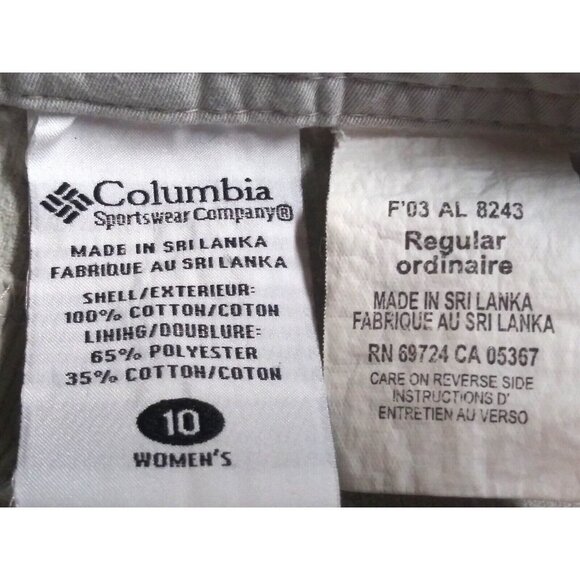 Columbia
Sportswear Company®
MADE IN SRI LANKA
FABRIQUE AU SRI LANKA
SHELL/EXTERIEUR:
100% COTTON/COTON
LINING/DOUBLURE:
65% POLYESTER
35% COTTON/COTON
10
WOMEN'S
F'03 AL 8243
Regular
ordinaire
MADE IN SRI LANKA
FABRIQUE AU SRI LANKA
RN 69724 CA 05367
CARE ON REVERSE SIDE
INSTRUCTIONS D'
ENTRETIEN AU VERSO